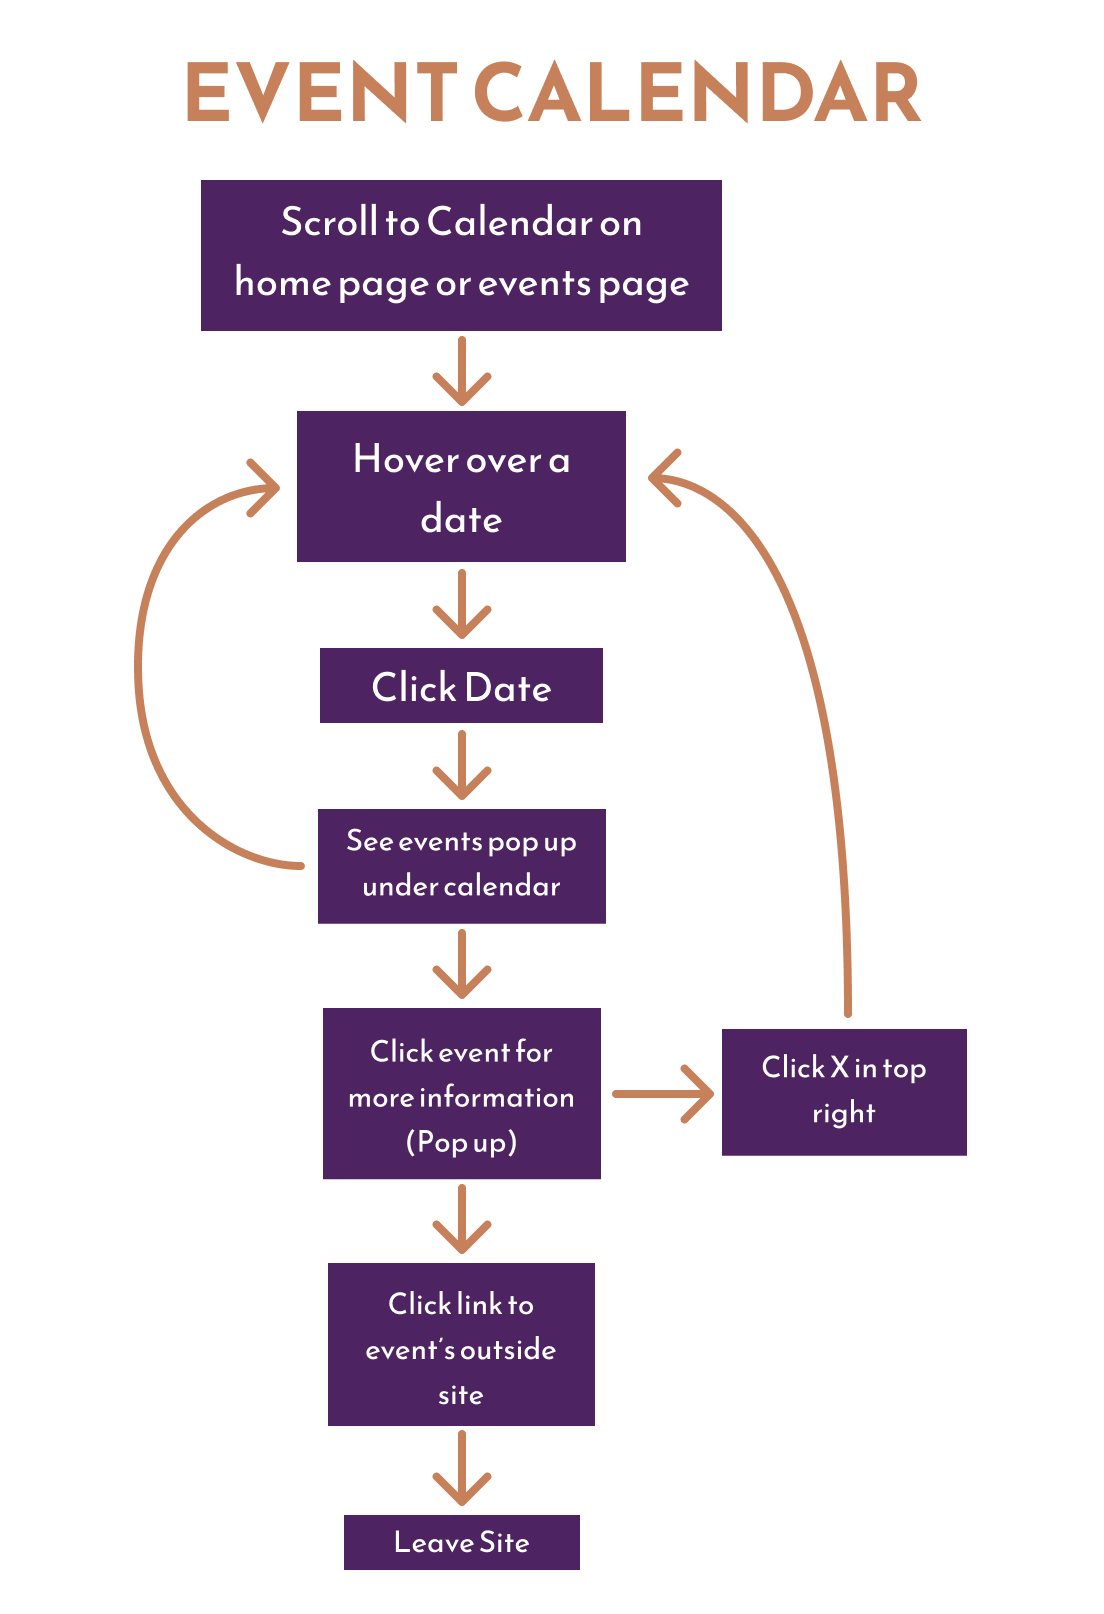 EVENT CALENDAR
Scroll to Calendar on
home page or events page
Hover over a
date
Click Date
See events pop up
under calendar
Click event for
more information
(Pop up)
Click X in top
right
Click link to
event's outside
site
Leave Site